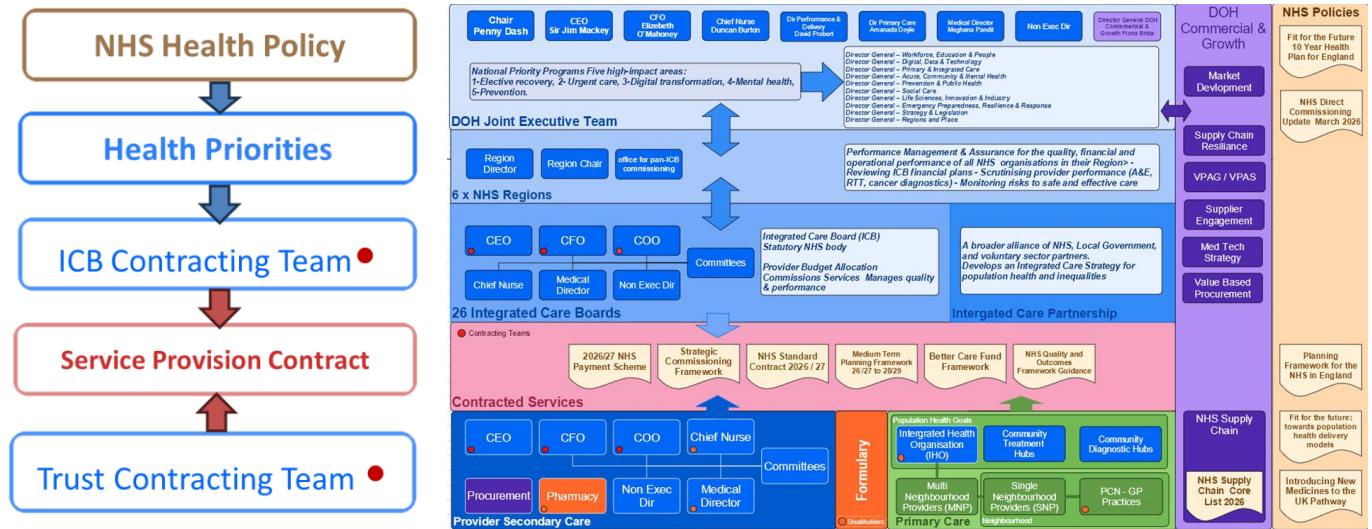 NHS Health Policy
Health Priorities
ICB Contracting Team
Service Provision Contract
Trust Contracting Team
Chair
Penny Dash
CEO
Sir Jim Mackey
CFO
Elizebeth
O'Mahoney
Chief Nurse
Duncan Burton
Dir Performance &
Delivery
David Probert
Dir Primary Care
Amanada Doyle
Medical Director
Meghana Pandit
Non Exec Dir
Director General DOH
Commercial &
Growth Fiona Bride
National Priority Programs Five high-impact areas:
1-Elective recovery, 2- Urgent care, 3-Digital transformation, 4-Mental health,
5-Prevention.
Director General – Workforce, Education & People
Director General – Digital, Data & Technology
Director General – Primary & Integrated Care
Director General – Acute, Community & Mental Health
Director General – Prevention & Public Health
Director General – Social Care
Director General – Life Sciences, Innovation & Industry
Director General – Emergency Preparedness, Resilience & Response
Director General – Strategy & Legislation
Director General – Regions and Place
DOH Joint Executive Team
Region
Director
Region Chair
office for pan-ICB
commissioning
Performance Management & Assurance for the quality, financial and
operational performance of all NHS organisations in their Region> -
Reviewing ICB financial plans - Scrutinising provider performance (A&E,
RTT, cancer diagnostics) - Monitoring risks to safe and effective care
6 x NHS Regions
CEO
CFO
COO
Chief Nurse
Medical
Director
Non Exec Dir
Committees
Integrated Care Board (ICB)
Statutory NHS body
Provider Budget Allocation
Commissions Services Manages quality
& performance
26 Integrated Care Boards
A broader alliance of NHS, Local Government,
and voluntary sector partners.
Develops an Integrated Care Strategy for
population health and inequalities
Intergated Care Partnership
Contracting Teams
2026/27 NHS
Payment Scheme
Strategic
Commissioning
Framework
NHS Standard
Contract 2026 / 27
Medium Term
Planning Framework
26/27 to 28/29
Better Care Fund
Framework
NHS Quality and
Outcomes
Framework Guidance
Contracted Services
CEO
CFO
COO
Chief Nurse
Committees
Procurement
Pharmacy
Non Exec
Dir
Medical
Director
Provider Secondary Care
Formulary
Steakholders
Population Health Goals
Intergrated Health
Organisation
(IHO)
Community
Treatment
Hubs
Community
Diagnostic Hubs
Multi
Neighbourhood
Providers (MNP)
Single
Neighbourhood
Providers (SNP)
PCN - GP
Practices
Primary Care
Neighbourhood
DOH
Commercial
& Growth
Market
Devlopment
Supply Chain
Resiliance
VPAG / VPAS
Supplier
Engagement
Med Tech
Strategy
Value Based
Procurement
NHS Supply
Chain
NHS Supply
Chain Core
List 2026
NHS Policies
Fit for the Future
10 Year Health
Plan for England
NHS Direct
Commissioning
Update March 2026
Planning
Framework for the
NHS in England
Fit for the future:
towards population
health delivery
models
Introducing New
Medicines to the
UK Pathway